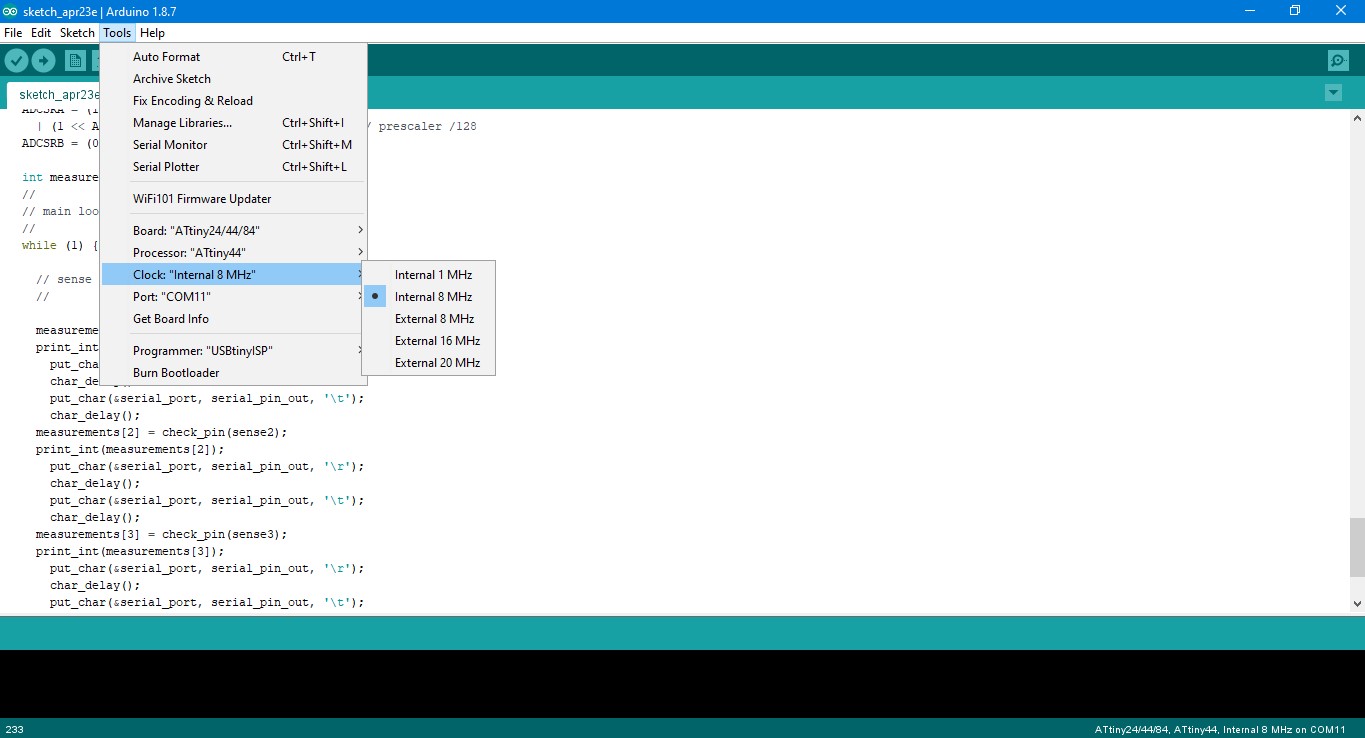 sketch_apr23e | Arduino 1.8.7
File Edit Sketch Tools Help
Auto Format Ctrl+T
Archive Sketch
Fix Encoding & Reload
Manage Libraries... Ctrl+Shift+I
Serial Monitor Ctrl+Shift+M
Serial Plotter Ctrl+Shift+L
WiFi101 Firmware Updater
Board: "ATtiny24/44/84"
Processor: "ATtiny44"
Clock: "Internal 8 MHz"
Port: "COM11"
Get Board Info
Programmer: "USBtinyISP"
Burn Bootloader
Internal 1 MHz
Internal 8 MHz
External 8 MHz
External 16 MHz
External 20 MHz
sketch_apr23e
ADCSRA = (1
| (1 << A / prescaler /128
ADCSRB = (0
int measure
//
// main loo
//
while (1) {
// sense
//
measureme
print_int
put_cha
char_de
put_char(&serial_port, serial_pin_out, '\t');
char_delay();
measurements[2] = check_pin(sense2);
print_int(measurements[2]);
put_char(&serial_port, serial_pin_out, '\r');
char_delay();
put_char(&serial_port, serial_pin_out, '\t');
char_delay();
measurements[3] = check_pin(sense3);
print_int(measurements[3]);
put_char(&serial_port, serial_pin_out, '\r');
char_delay();
put_char(&serial_port, serial_pin_out, '\t');
233 ATtiny24/44/84, ATtiny44, Internal 8 MHz on COM11